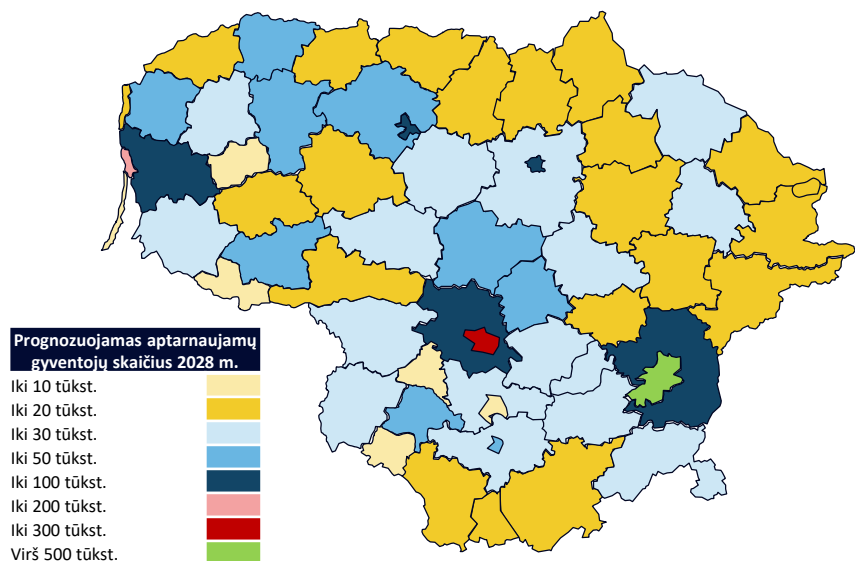 Prognozuojamas aptarnaujamų
gyventojų skaičius 2028 m.
Iki 10 tūkst.
Iki 20 tūkst.
Iki 30 tūkst.
Iki 50 tūkst.
Iki 100 tūkst.
Iki 200 tūkst.
Iki 300 tūkst.
Virš 500 tūkst.